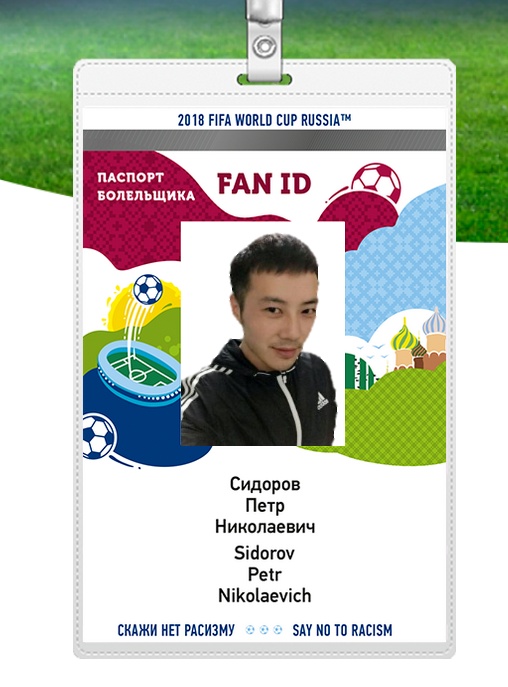 2018 FIFA WORLD CUP RUSSIA™
ПАСПОРТ
БОЛЕЛЬЩИКА
FAN ID
adidas
Сидоров
Петр
Николаевич
Sidorov
Petr
Nikolaevich
СКАЖИ НЕТ РАСИЗМУ SAY NO TO RACISM